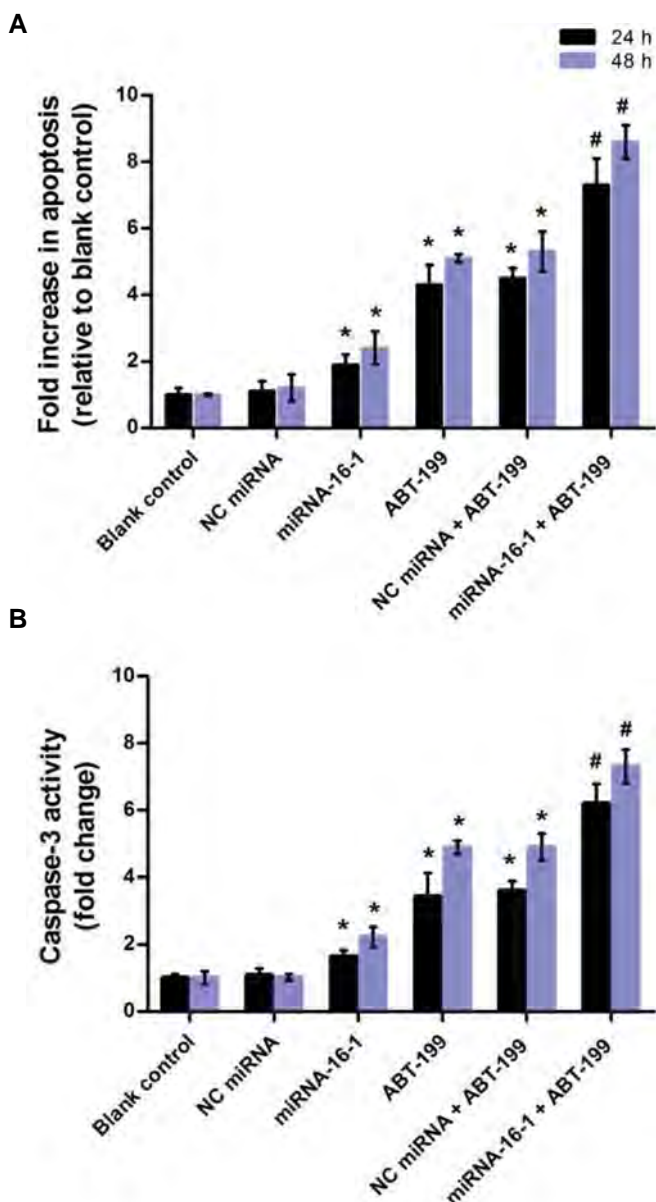 A
24 h
48 h
Fold increase in apoptosis
(relative to blank control)
10
8
6
4
2
0
* * * * * * # #
Blank control
NC miRNA
miRNA-16-1
ABT-199
NC miRNA + ABT-199
miRNA-16-1 + ABT-199
B
Caspase-3 activity
(fold change)
10
8
6
4
2
0
* * * * * * # #
Blank control
NC miRNA
miRNA-16-1
ABT-199
NC miRNA + ABT-199
miRNA-16-1 + ABT-199